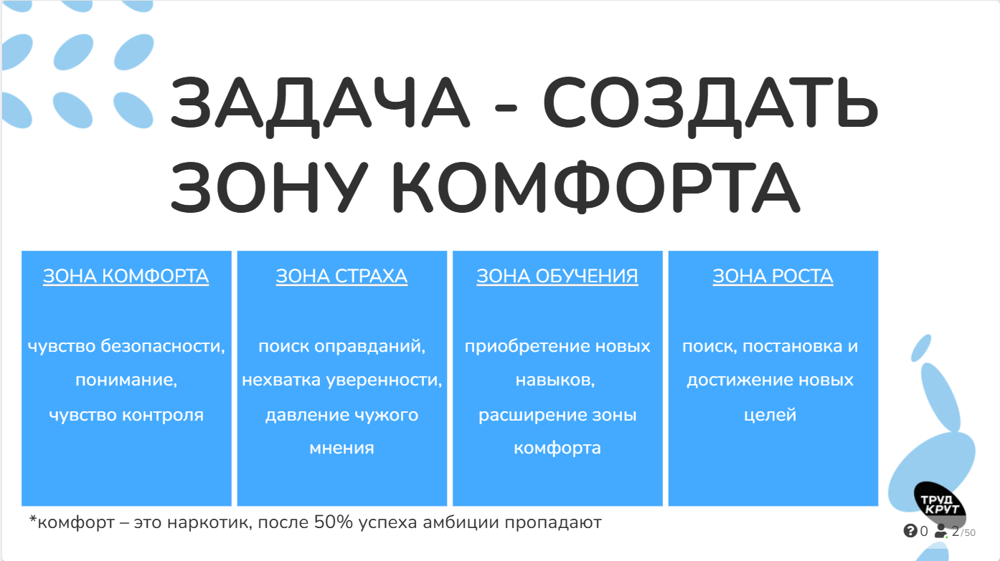 ЗАДАЧА - СОЗДАТЬ
ЗОНУ КОМФОРТА
ЗОНА КОМФОРТА
чувство безопасности,
понимание,
чувство контроля
ЗОНА СТРАХА
поиск оправданий,
нехватка уверенности,
давление чужого
мнения
ЗОНА ОБУЧЕНИЯ
приобретение новых
навыков,
расширение зоны
комфорта
ЗОНА РОСТА
поиск, постановка и
достижение новых
целей
*комфорт – это наркотик, после 50% успеха амбиции пропадают
ТРУД
КРУТ
0 2/50